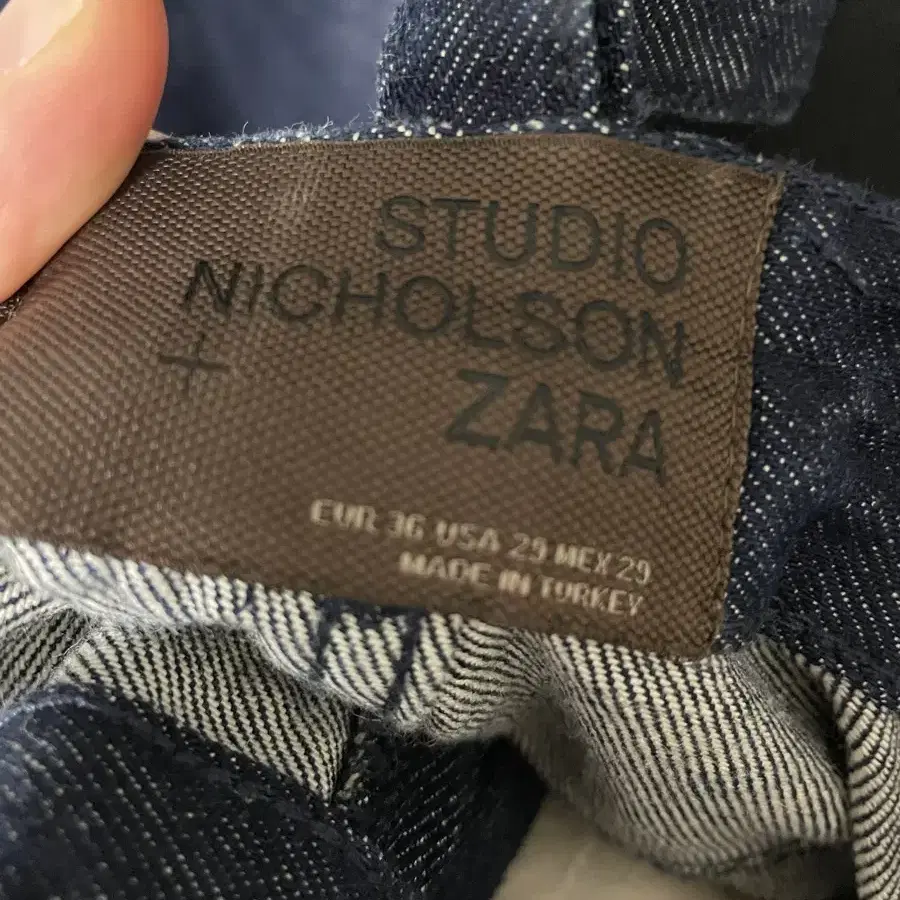 STUDIO
NICHOLSON
+
ZARA
EUR 36 USA 29 MEX 29
MADE IN TURKEY